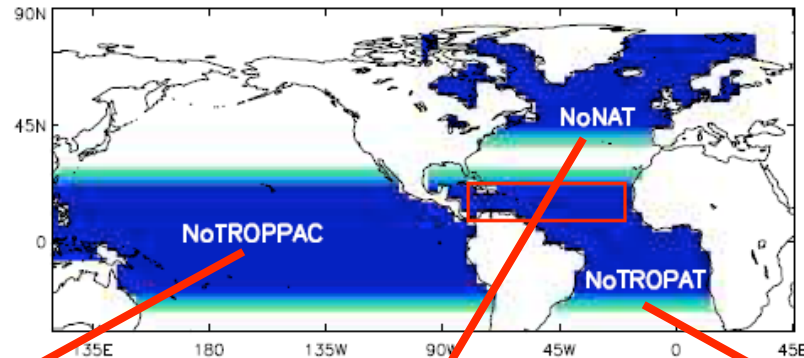 90N
45N
0
NoNAT
NoTROPPAC
NoTROPAT
135E 180 135W 90W 45W 0 45E